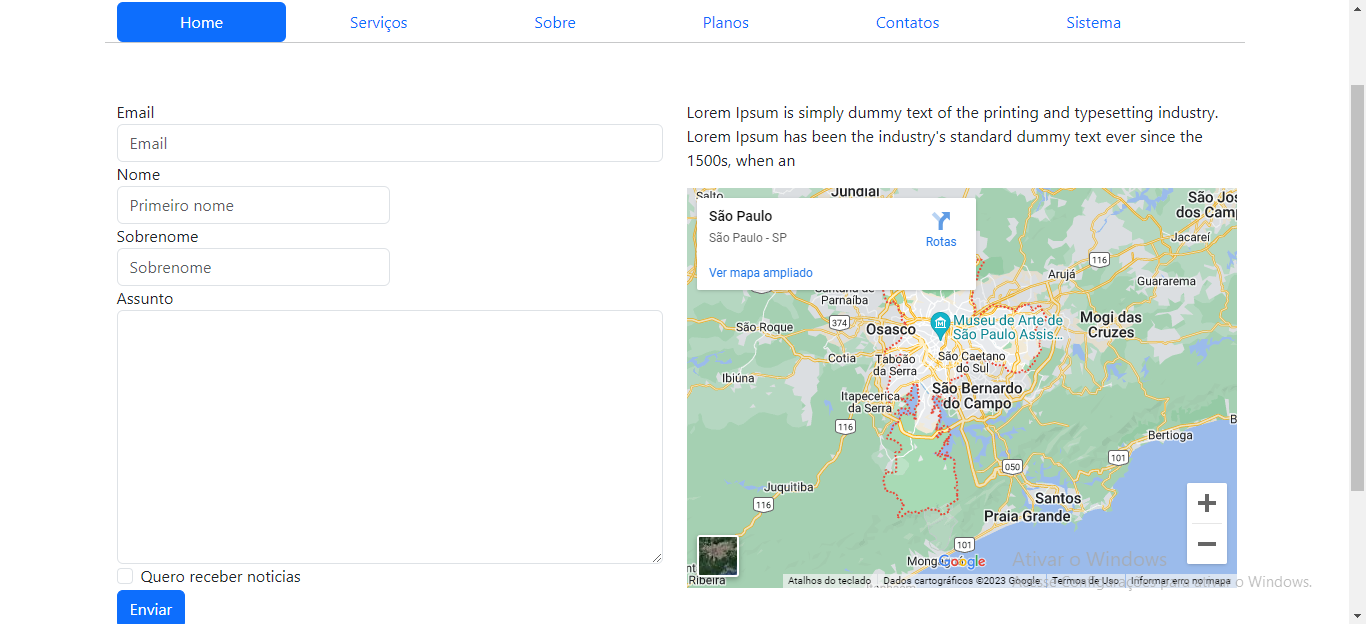 Home Serviços Sobre Planos Contatos Sistema
Email
Email
Nome
Primeiro nome
Sobrenome
Sobrenome
Assunto
Quero receber noticias
Enviar
Lorem Ipsum is simply dummy text of the printing and typesetting industry.
Lorem Ipsum has been the industry's standard dummy text ever since the
1500s, when an
São Paulo
São Paulo - SP
Rotas
Ver mapa ampliado
Salto
Jundiaí
São Jos
dos Camp
Jacareí
116
Arujá
Guararema
Santana de
Parnaíba
São Roque
374
Osasco
Museu de Arte de
São Paulo Assis...
Mogi das
Cruzes
Cotia
Taboão
da Serra
São Caetano
do Sul
Ibiúna
Itapecerica
da Serra
São Bernardo
do Campo
116
Bertioga
101
050
Juquitiba
116
Santos
Praia Grande
101
Mongaguá
Google
Ribeira
Itanhaém
Atalhos do teclado Dados cartográficos ©2023 Google Termos de Uso Informar erro no mapa
Ativar o Windows
Acesse Configurações para ativar o Windows.